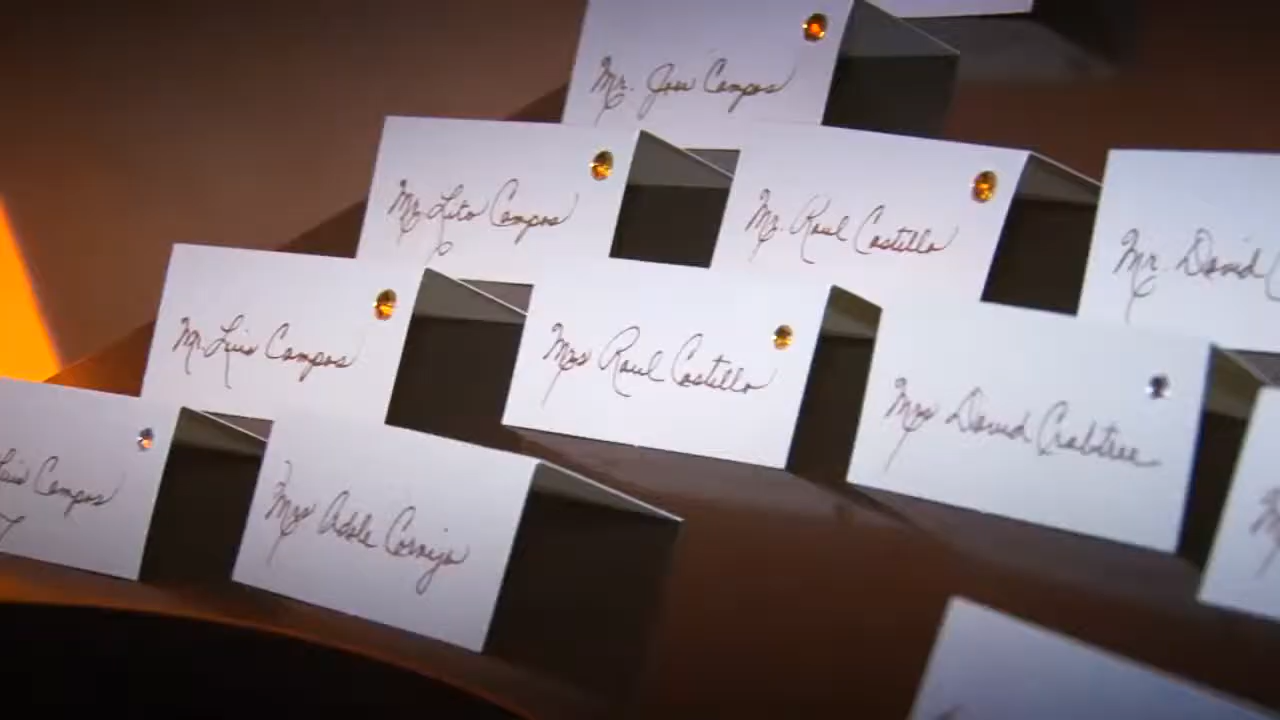 Mr. Jose Campos
Mr. Lito Campos
Mr. Raul Castillo
Mr. David
Mr. Luis Campos
Mrs Raul Castillo
Mrs David Crabtree
Luis Campos
Mrs Adele Cornejo